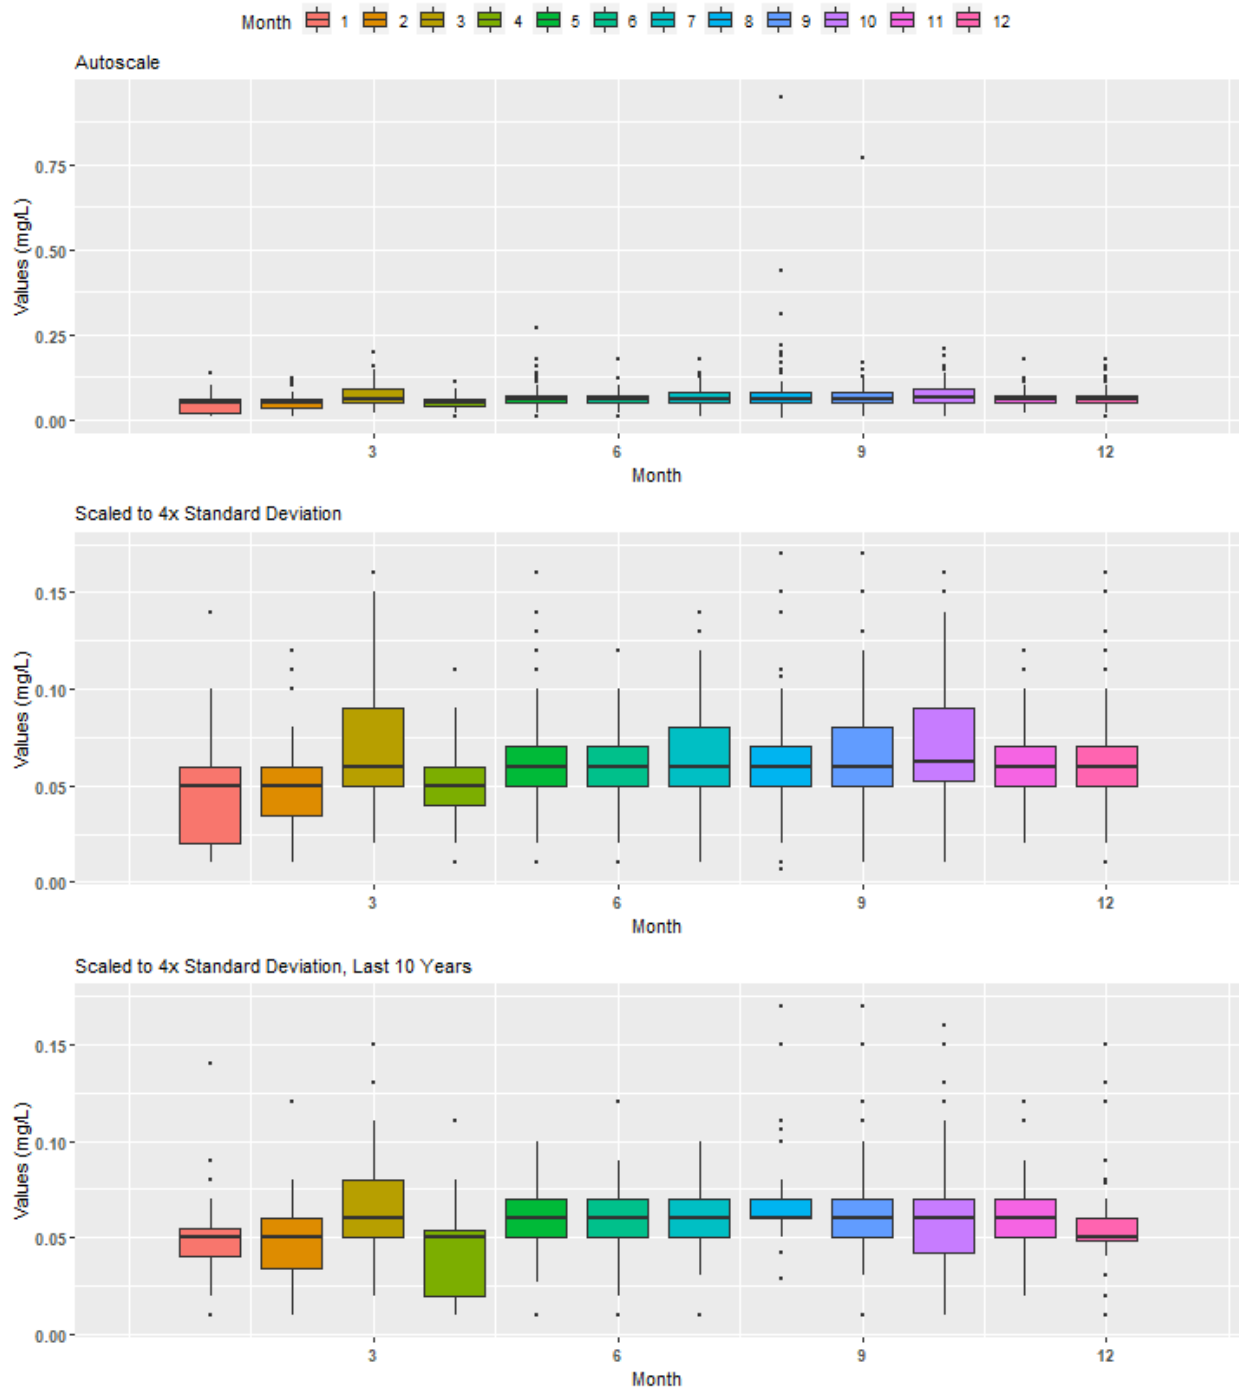 Month 1 2 3 4 5 6 7 8 9 10 11 12
Autoscale
Values (mg/L)
0.75
0.50
0.25
0.00
3 6 9 12
Month
Scaled to 4x Standard Deviation
Values (mg/L)
0.15
0.10
0.05
0.00
3 6 9 12
Month
Scaled to 4x Standard Deviation, Last 10 Years
Values (mg/L)
0.15
0.10
0.05
0.00
3 6 9 12
Month